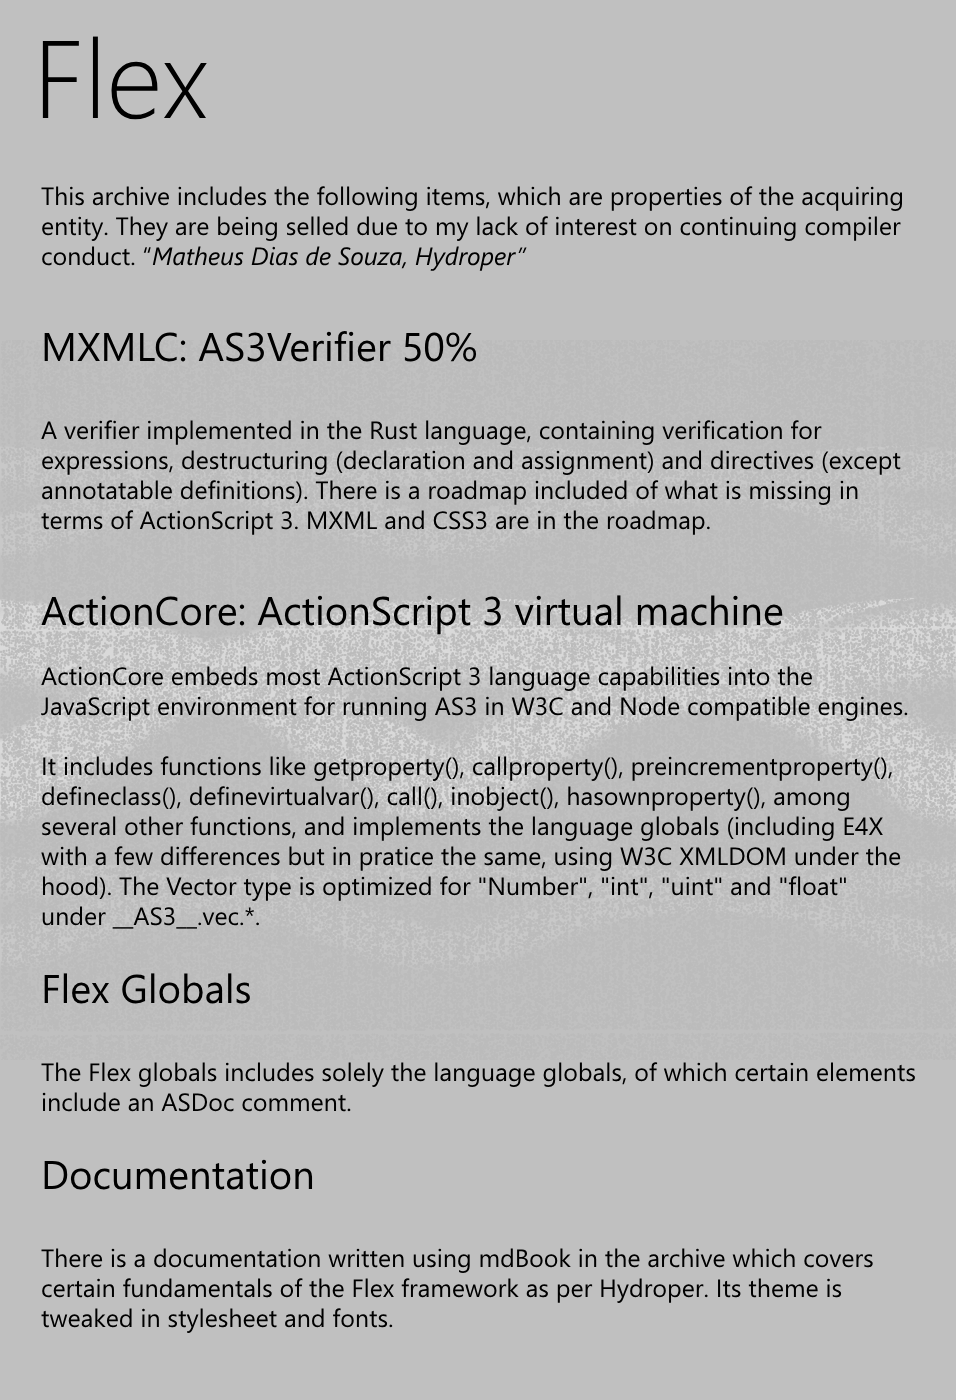 Flex
This archive includes the following items, which are properties of the acquiring
entity. They are being selled due to my lack of interest on continuing compiler
conduct. “Matheus Dias de Souza, Hydroper”
MXMLC: AS3Verifier 50%
A verifier implemented in the Rust language, containing verification for
expressions, destructuring (declaration and assignment) and directives (except
annotatable definitions). There is a roadmap included of what is missing in
terms of ActionScript 3. MXML and CSS3 are in the roadmap.
ActionCore: ActionScript 3 virtual machine
ActionCore embeds most ActionScript 3 language capabilities into the
JavaScript environment for running AS3 in W3C and Node compatible engines.
It includes functions like getproperty(), callproperty(), preincrementproperty(),
defineclass(), definevirtualvar(), call(), inobject(), hasownproperty(), among
several other functions, and implements the language globals (including E4X
with a few differences but in pratice the same, using W3C XMLDOM under the
hood). The Vector type is optimized for "Number", "int", "uint" and "float"
under __AS3__.vec.*.
Flex Globals
The Flex globals includes solely the language globals, of which certain elements
include an ASDoc comment.
Documentation
There is a documentation written using mdBook in the archive which covers
certain fundamentals of the Flex framework as per Hydroper. Its theme is
tweaked in stylesheet and fonts.